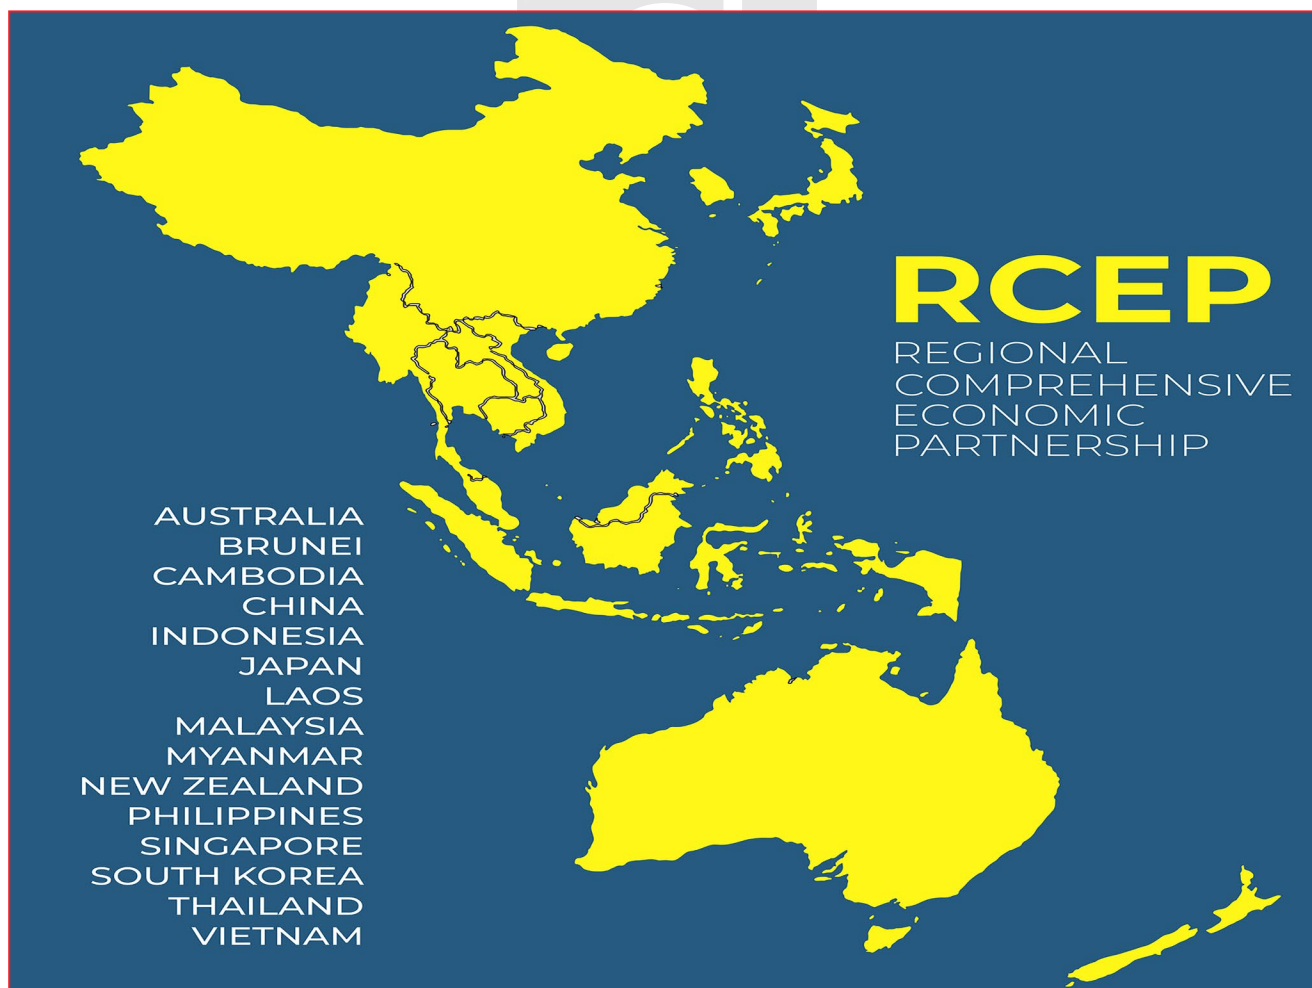 RCEP
REGIONAL
COMPREHENSIVE
ECONOMIC
PARTNERSHIP
AUSTRALIA
BRUNEI
CAMBODIA
CHINA
INDONESIA
JAPAN
LAOS
MALAYSIA
MYANMAR
NEW ZEALAND
PHILIPPINES
SINGAPORE
SOUTH KOREA
THAILAND
VIETNAM